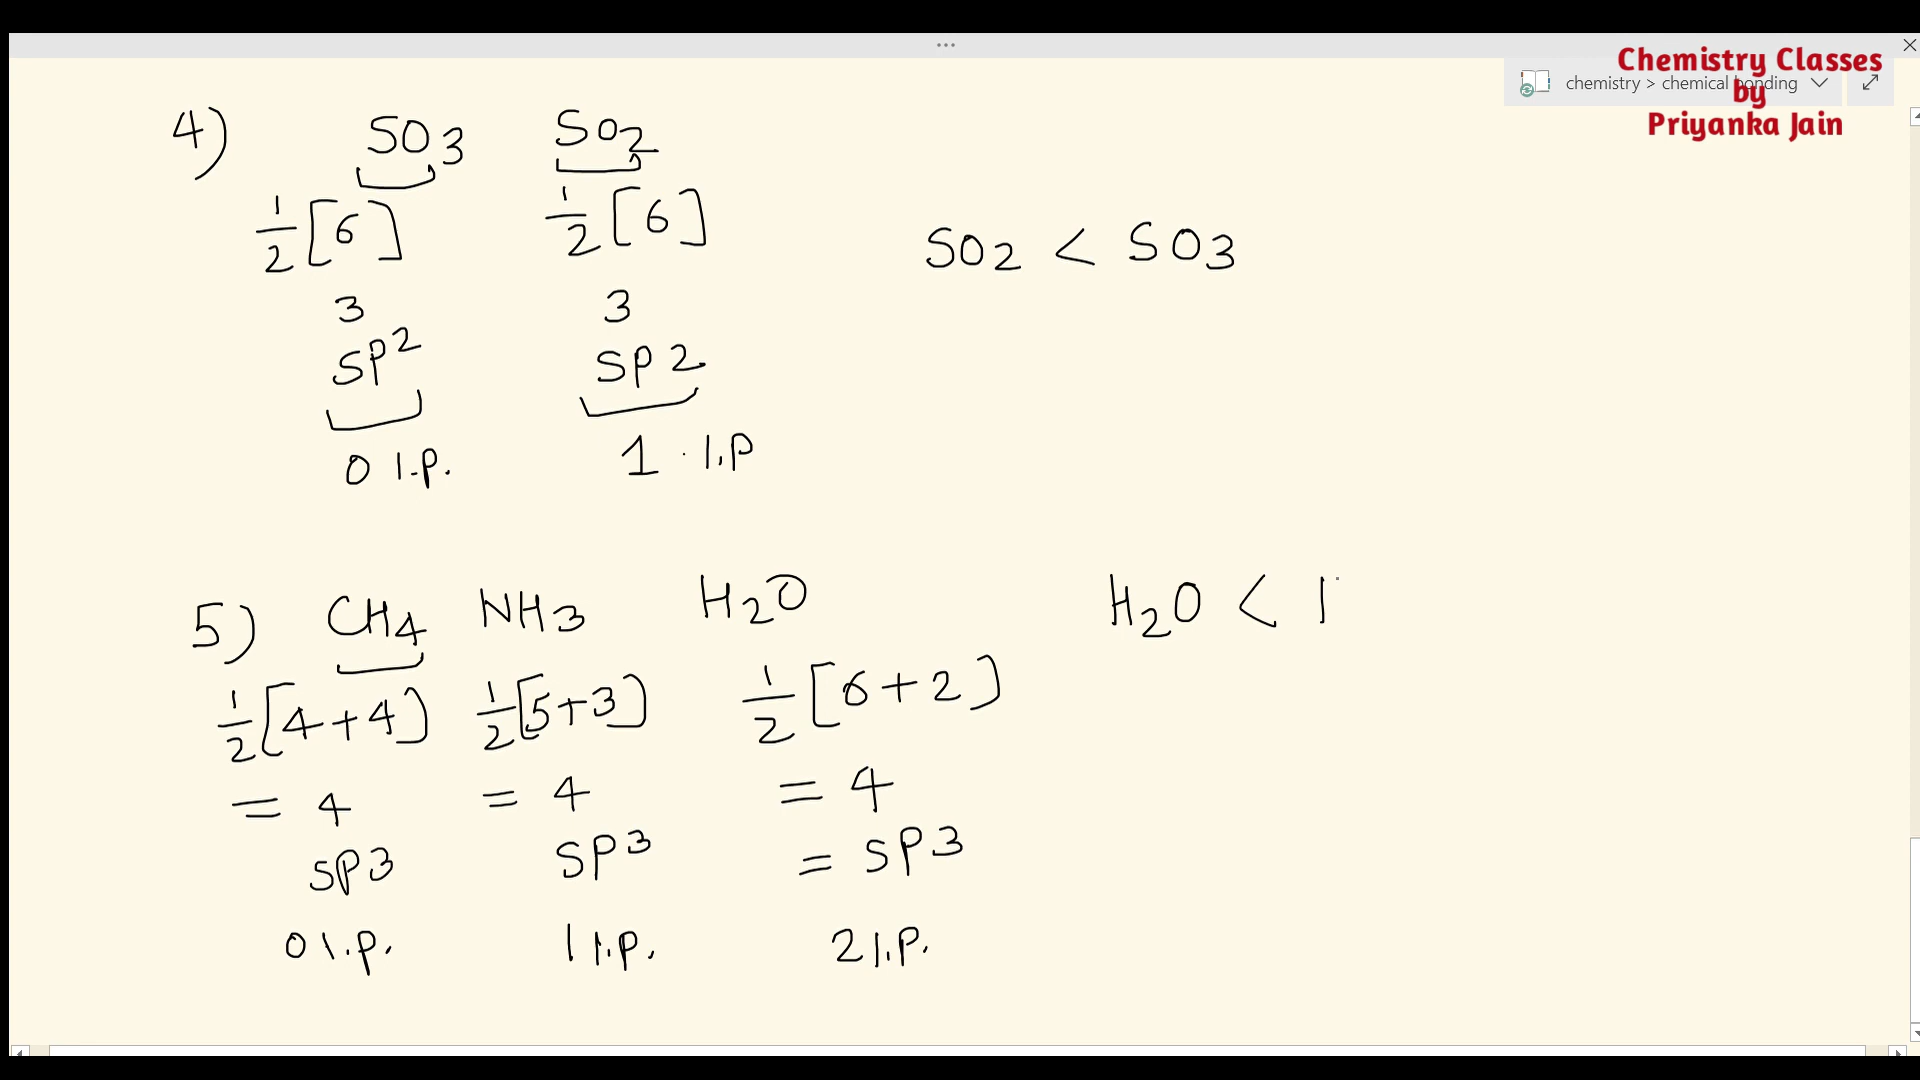 ...
Chemistry Classes
chemistry > chemical bonding
by
Priyanka Jain
4) SO3 SO2
1/2 [6] 1/2 [6]
SO2 < SO3
3 3
SP2 SP2
0 l.p. 1 l.p
5) CH4 NH3 H2O H2O <
1/2 [4+4] 1/2 [5+3] 1/2 [6+2]
= 4 = 4 = 4
SP3 SP3 = SP3
0 l.p. 1 l.p. 2 l.p.